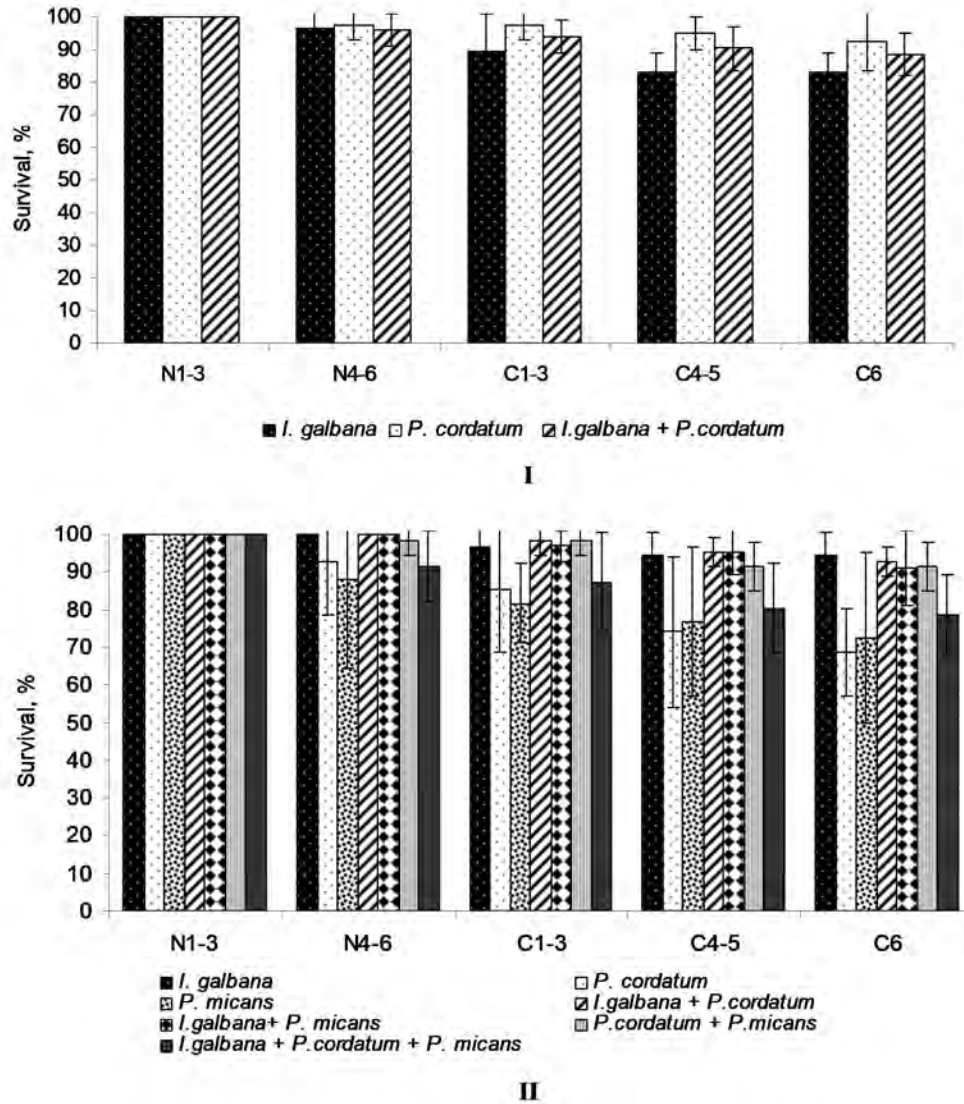 100
90
80
70
60
50
40
30
20
10
0
Survival, %
N1-3 N4-6 C1-3 C4-5 C6
I. galbana P. cordatum I.galbana + P.cordatum
I
100
90
80
70
60
50
40
30
20
10
0
Survival, %
N1-3 N4-6 C1-3 C4-5 C6
I. galbana P. cordatum
P. micans I.galbana + P.cordatum
I.galbana+ P. micans P.cordatum + P.micans
I.galbana + P.cordatum + P. micans
II